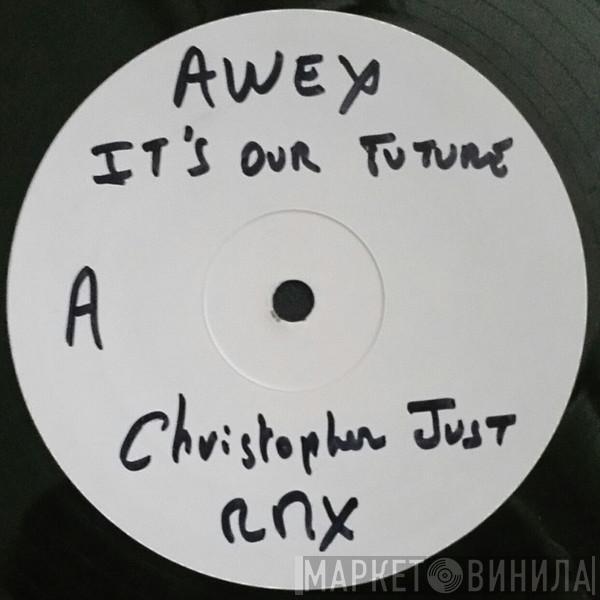 AWEX
IT'S OUR FUTURE
A
Christopher JUST
RMX
МАРКЕТ ВИНИЛА